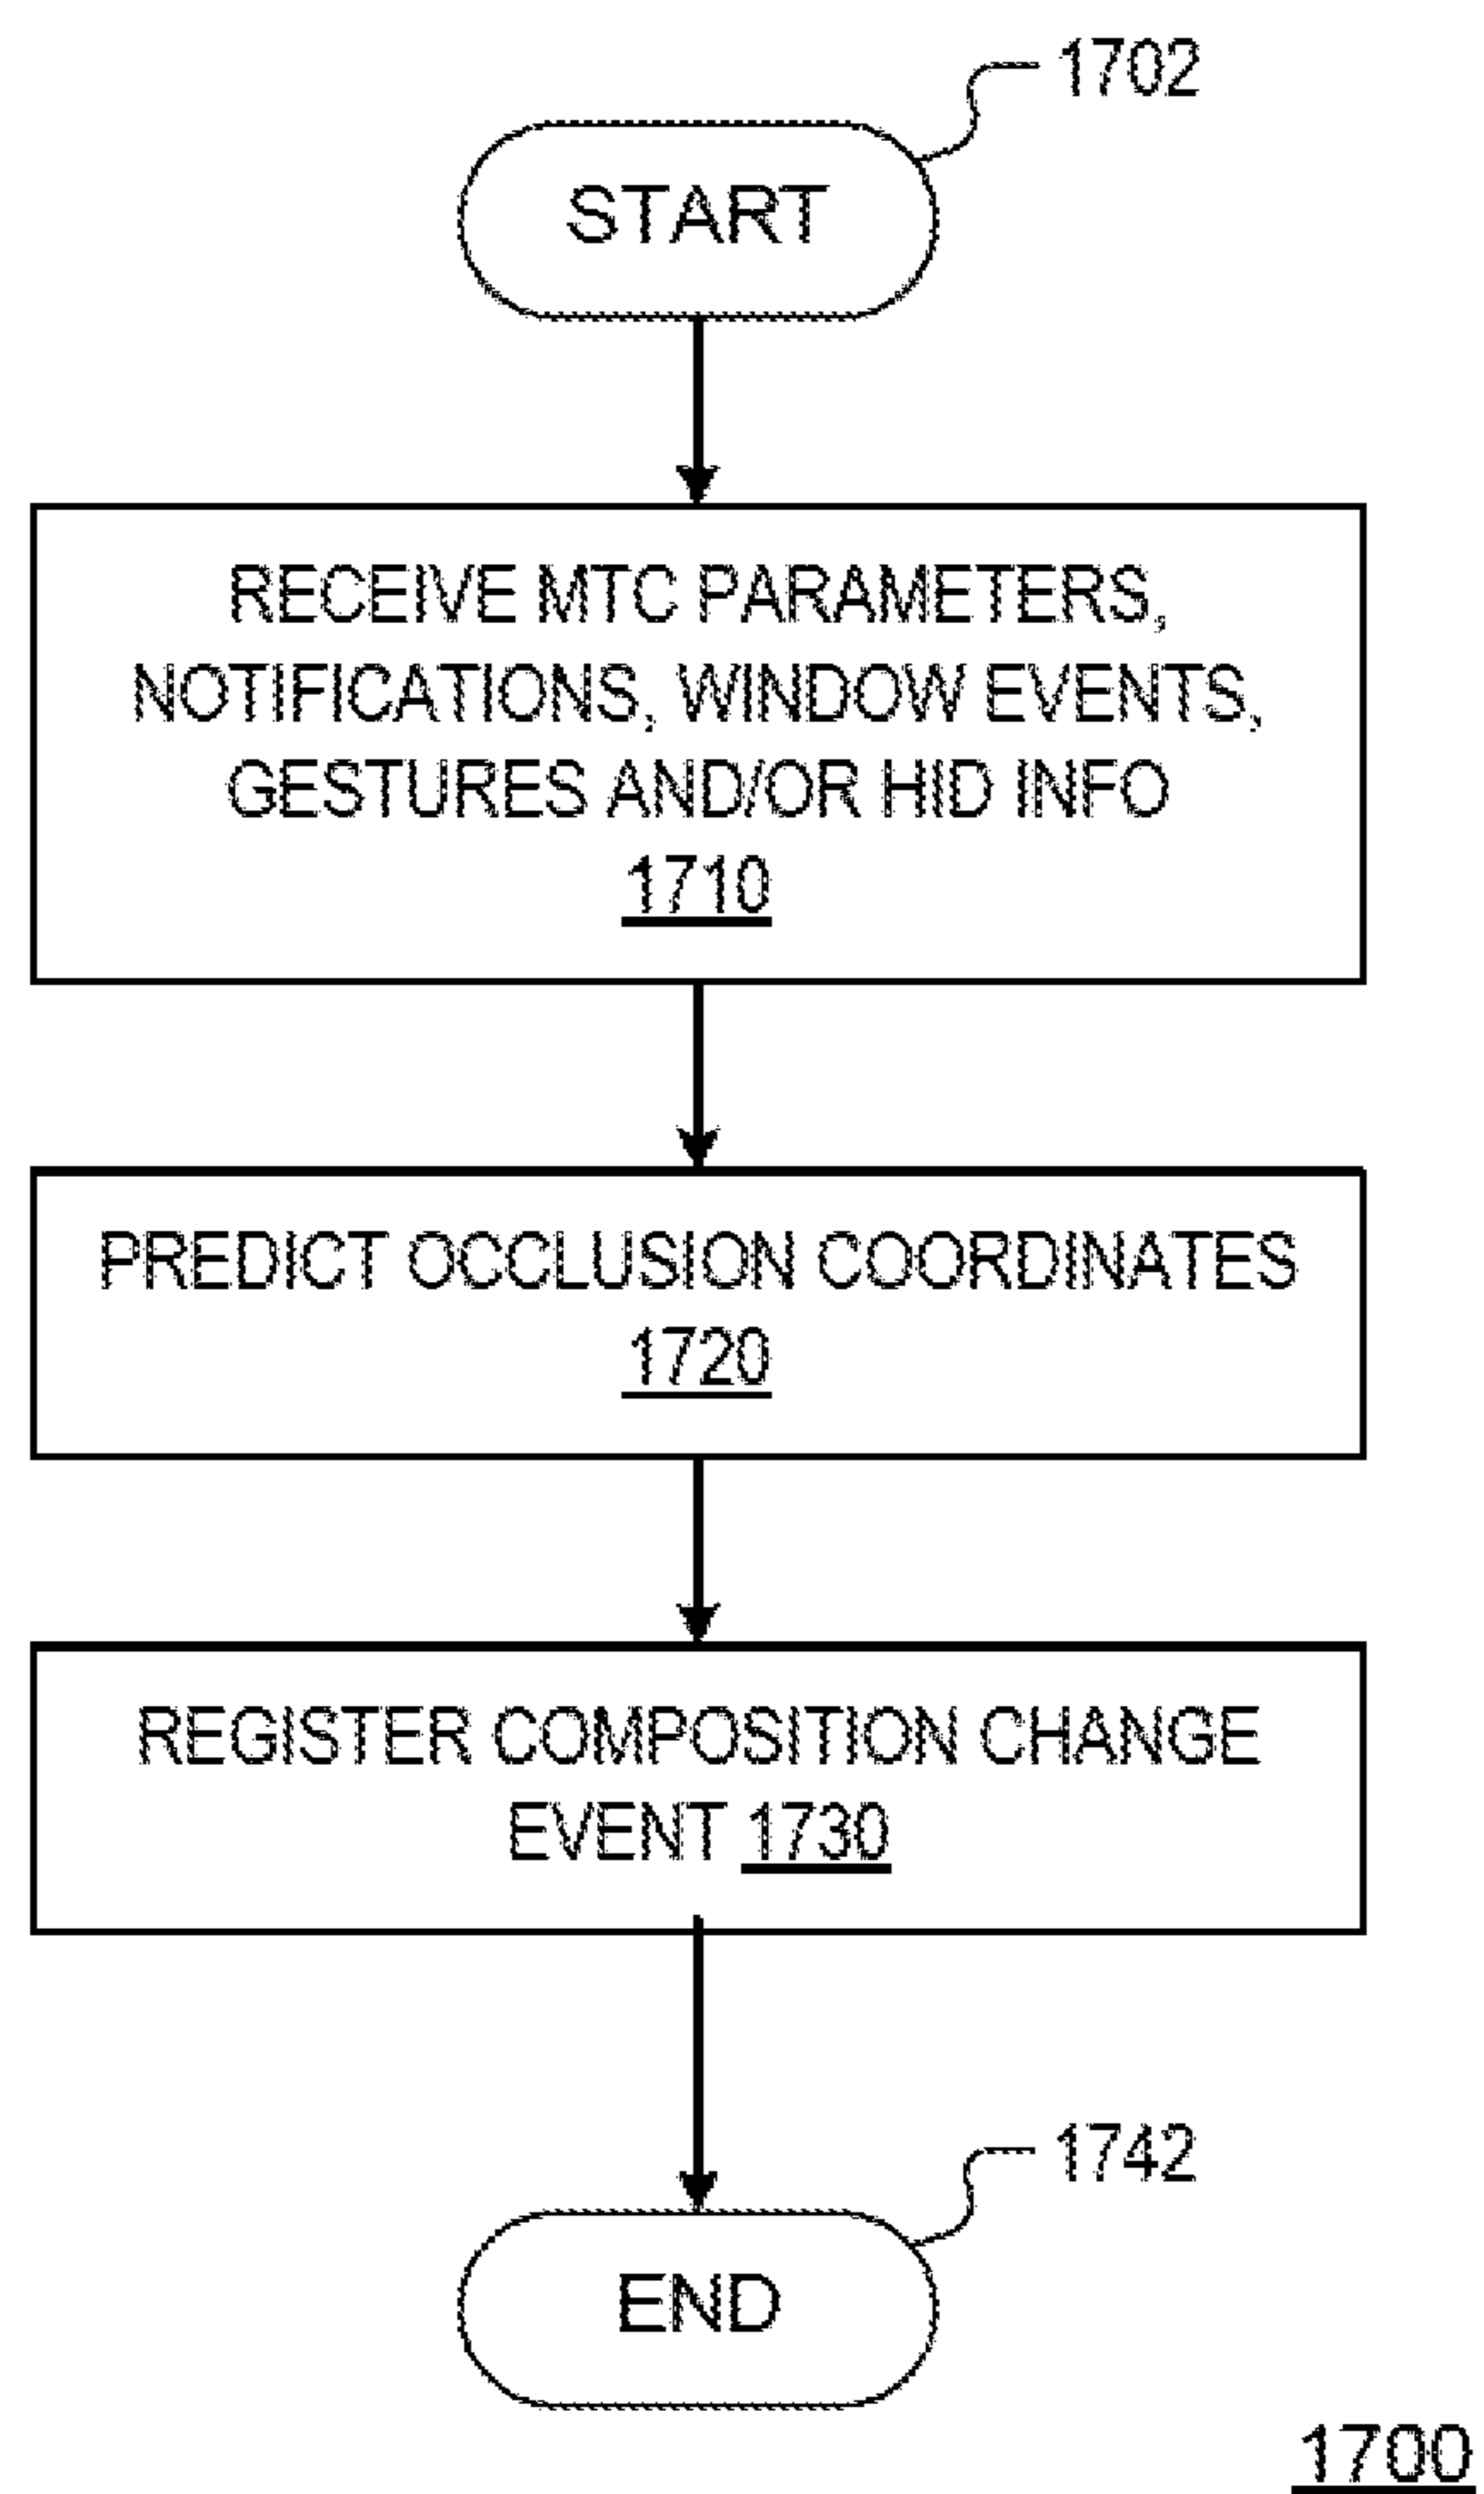 1702
START
RECEIVE MTC PARAMETERS,
NOTIFICATIONS, WINDOW EVENTS,
GESTURES AND/OR HID INFO
1710
PREDICT OCCLUSION COORDINATES
1720
REGISTER COMPOSITION CHANGE
EVENT 1730
1742
END
1700